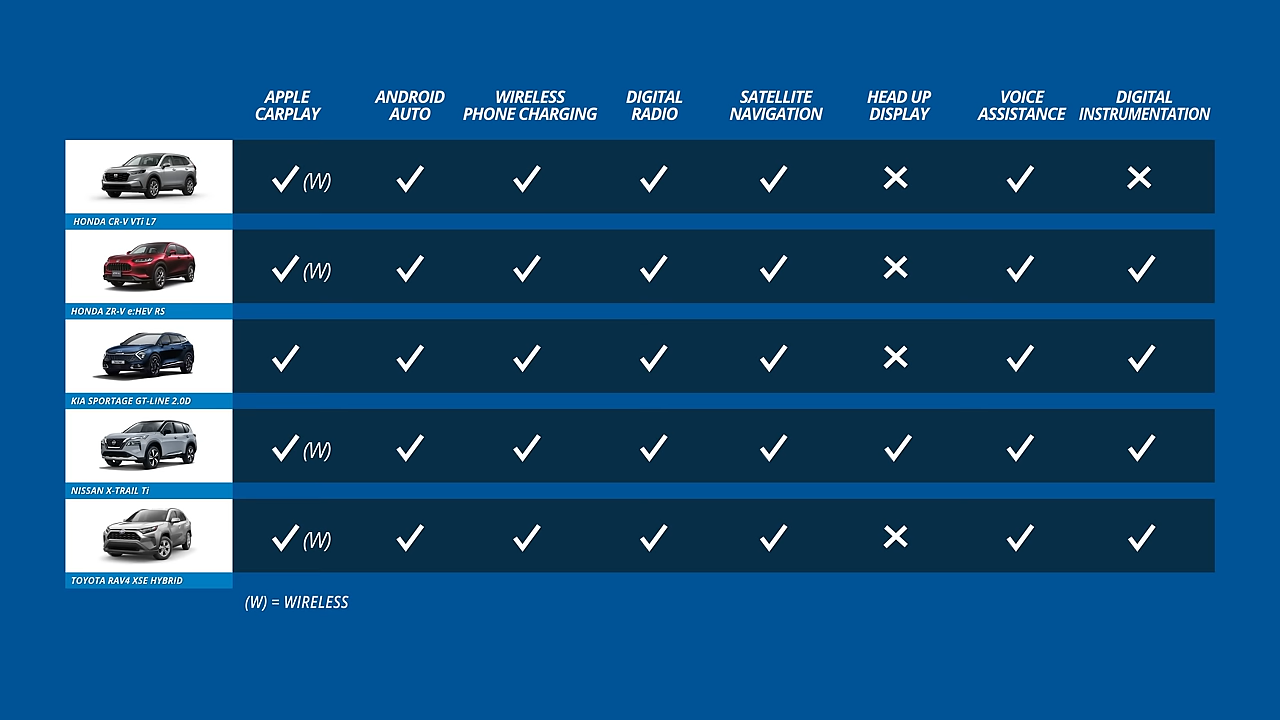 APPLE CARPLAY
ANDROID AUTO
WIRELESS PHONE CHARGING
DIGITAL RADIO
SATELLITE NAVIGATION
HEAD UP DISPLAY
VOICE ASSISTANCE
DIGITAL INSTRUMENTATION
(W)
HONDA CR-V VTi L7
(W)
HONDA ZR-V e:HEV RS
KIA SPORTAGE GT-LINE 2.0D
(W)
NISSAN X-TRAIL Ti
(W)
TOYOTA RAV4 XSE HYBRID
(W) = WIRELESS